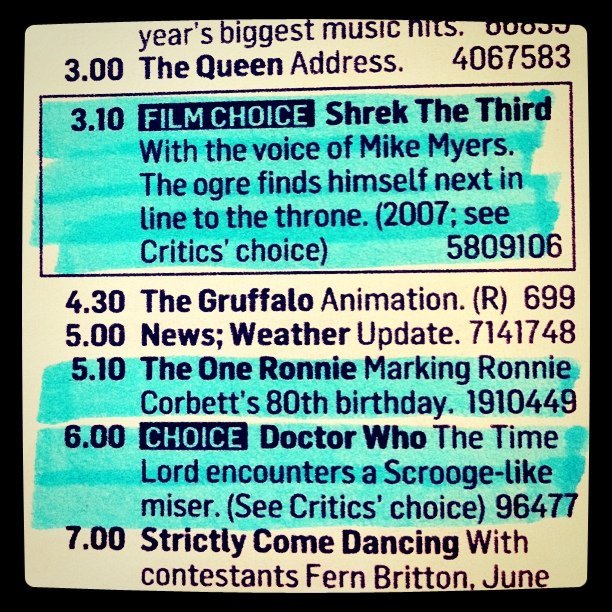 year's biggest music hits.
3.00 The Queen Address. 4067583
3.10 FILM CHOICE Shrek The Third
With the voice of Mike Myers.
The ogre finds himself next in
line to the throne. (2007; see
Critics' choice) 5809106
4.30 The Gruffalo Animation. (R) 699
5.00 News; Weather Update. 7141748
5.10 The One Ronnie Marking Ronnie
Corbett's 80th birthday. 1910449
6.00 CHOICE Doctor Who The Time
Lord encounters a Scrooge-like
miser. (See Critics' choice) 96477
7.00 Strictly Come Dancing With
contestants Fern Britton, June